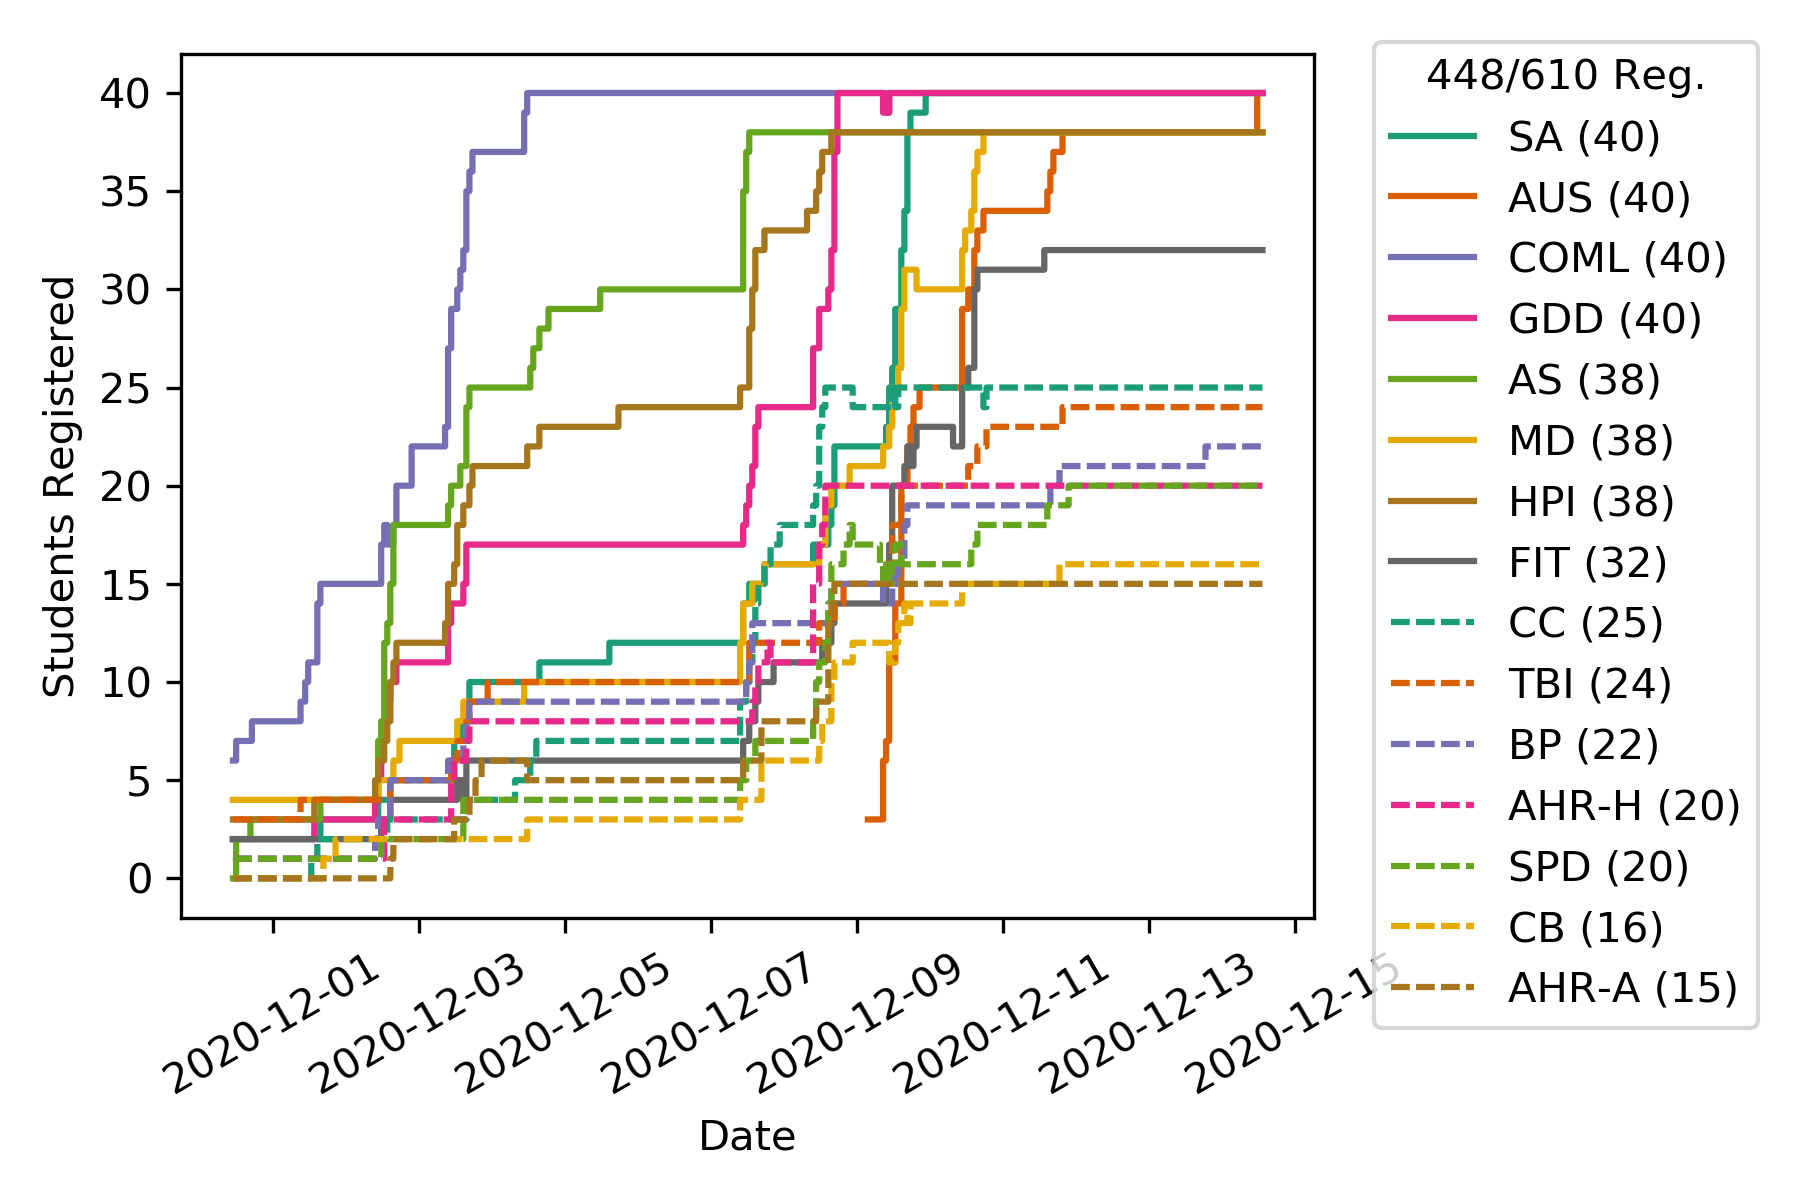 448/610 Reg.
SA (40)
AUS (40)
COML (40)
GDD (40)
AS (38)
MD (38)
HPI (38)
FIT (32)
CC (25)
TBI (24)
BP (22)
AHR-H (20)
SPD (20)
CB (16)
AHR-A (15)
Students Registered
40
35
30
25
20
15
10
5
0
2020-12-01
2020-12-03
2020-12-05
2020-12-07
2020-12-09
2020-12-11
2020-12-13
2020-12-15
Date